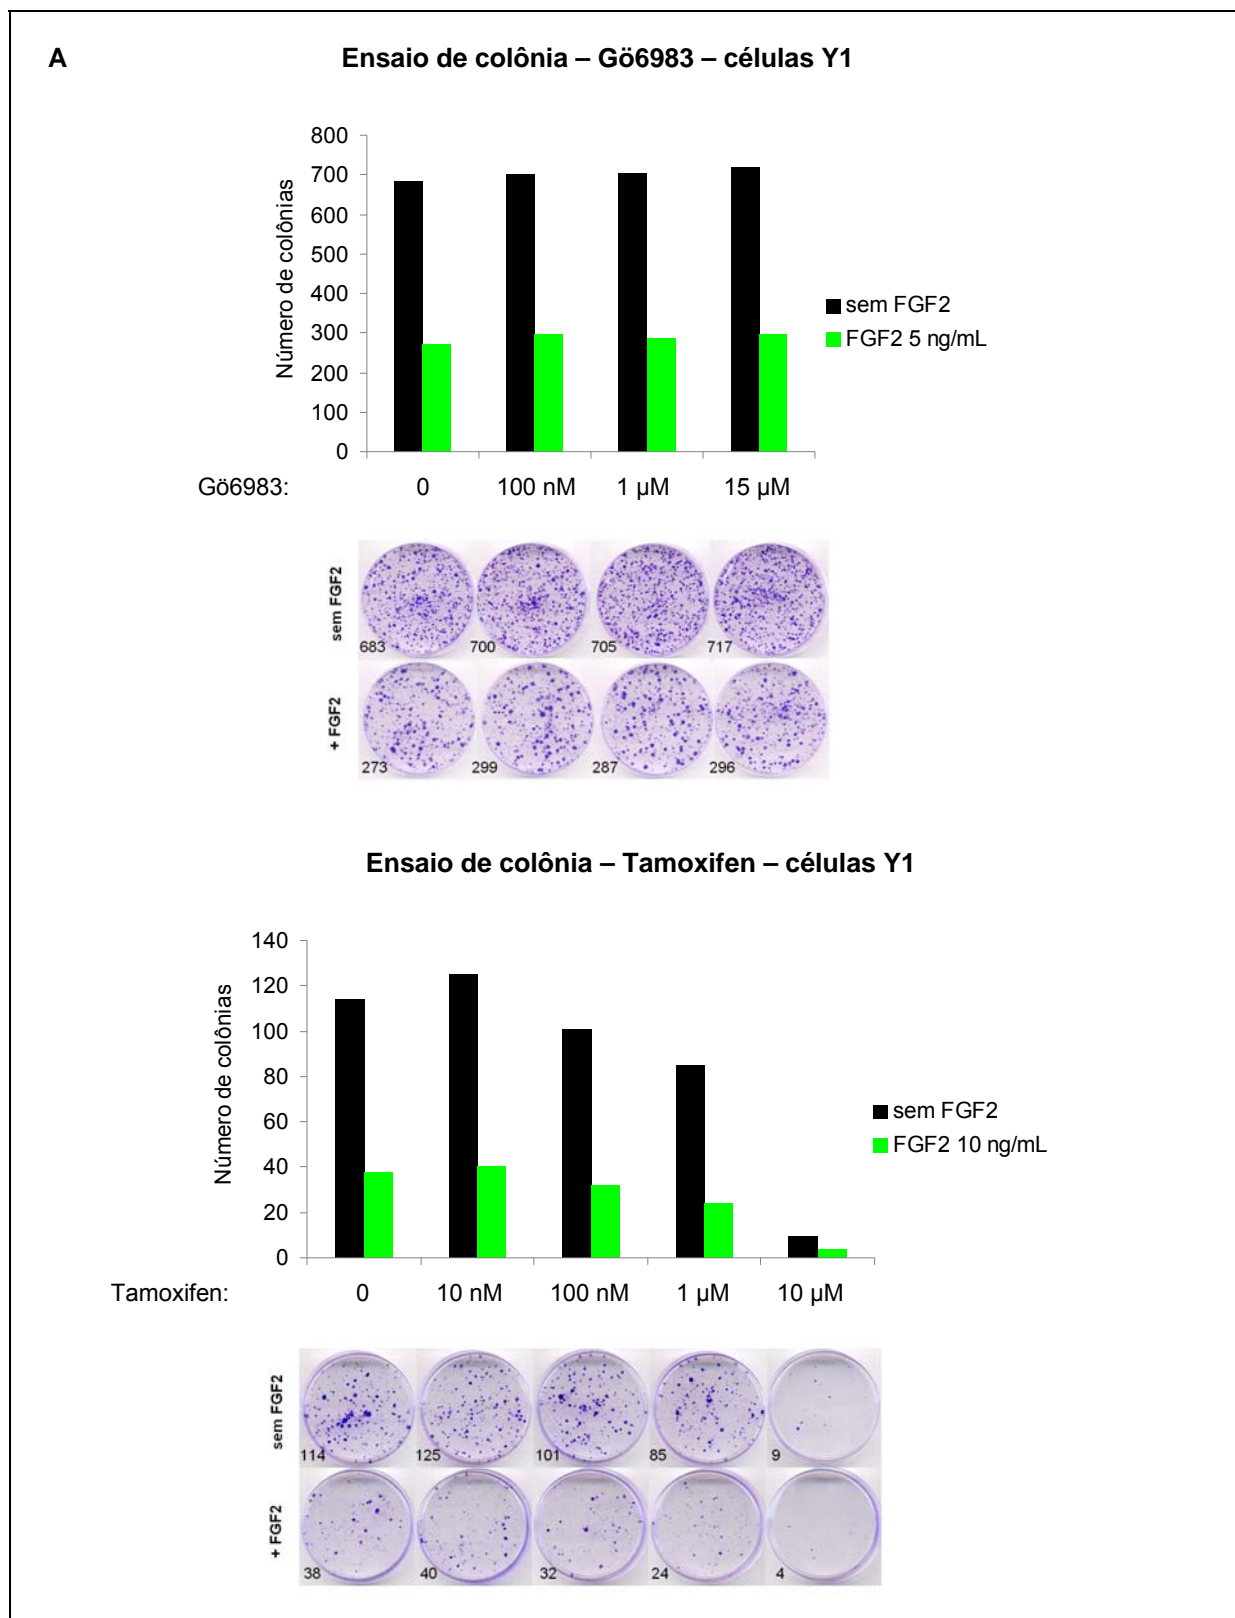 A
Ensaio de colônia – Gö6983 – células Y1
Número de colônias
800
700
600
500
400
300
200
100
0
sem FGF2
FGF2 5 ng/mL
Gö6983: 0 100 nM 1 µM 15 µM
sem FGF2
683 700 705 717
+ FGF2
273 299 287 296
Ensaio de colônia – Tamoxifen – células Y1
Número de colônias
140
120
100
80
60
40
20
0
sem FGF2
FGF2 10 ng/mL
Tamoxifen: 0 10 nM 100 nM 1 µM 10 µM
sem FGF2
114 125 101 85 9
+ FGF2
38 40 32 24 4